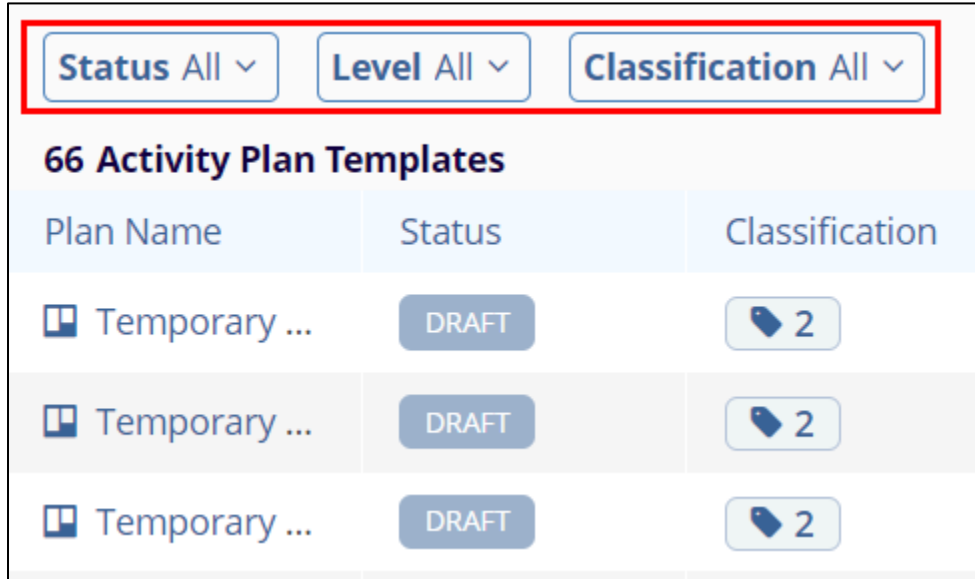 Status All Level All Classification All
66 Activity Plan Templates
Plan Name Status Classification
Temporary ... DRAFT 2
Temporary ... DRAFT 2
Temporary ... DRAFT 2